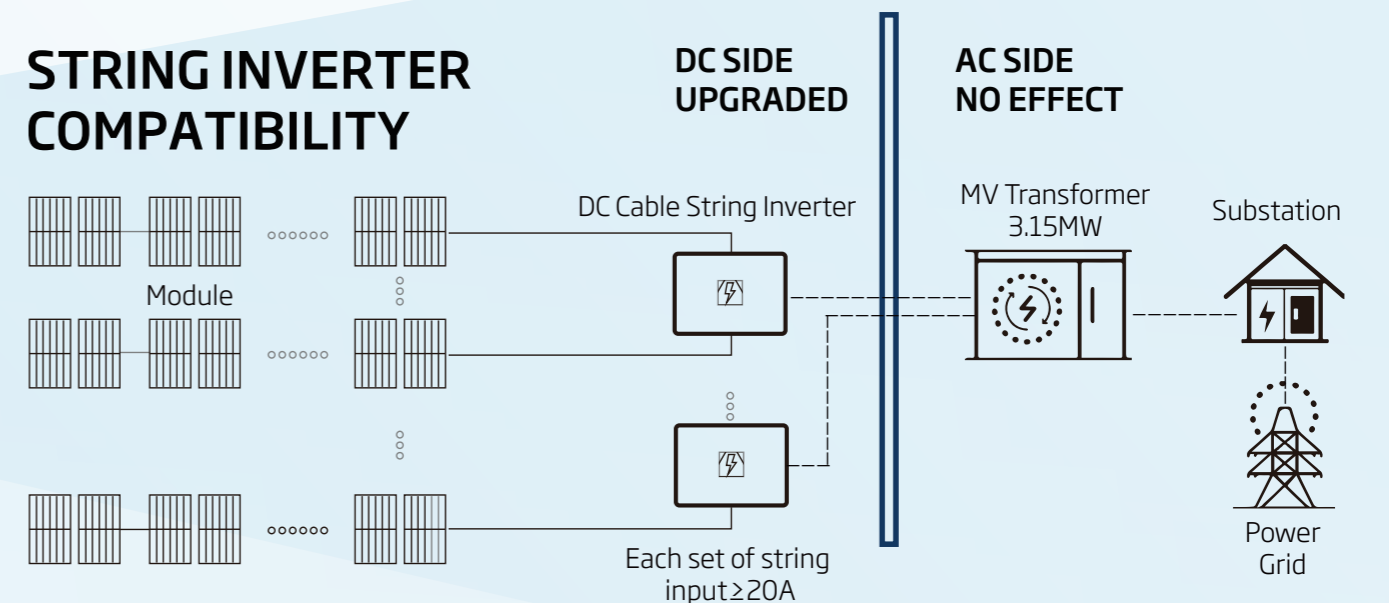 STRING INVERTER
COMPATIBILITY
DC SIDE
UPGRADED
AC SIDE
NO EFFECT
Module
DC Cable String Inverter
Each set of string
input≥20A
MV Transformer
3.15MW
Substation
Power
Grid